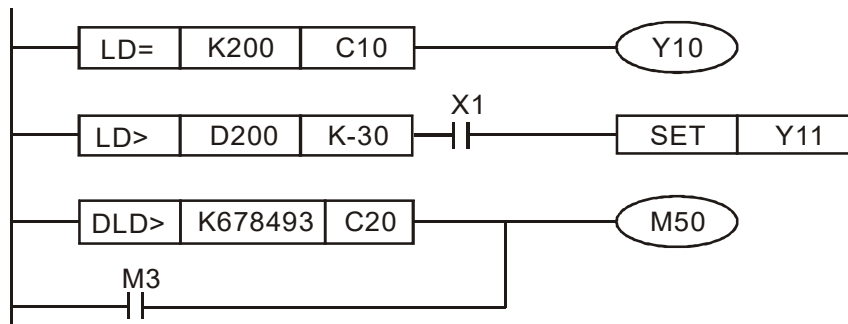 LD= K200 C10 Y10
X1
LD> D200 K-30 SET Y11
DLD> K678493 C20 M50
M3